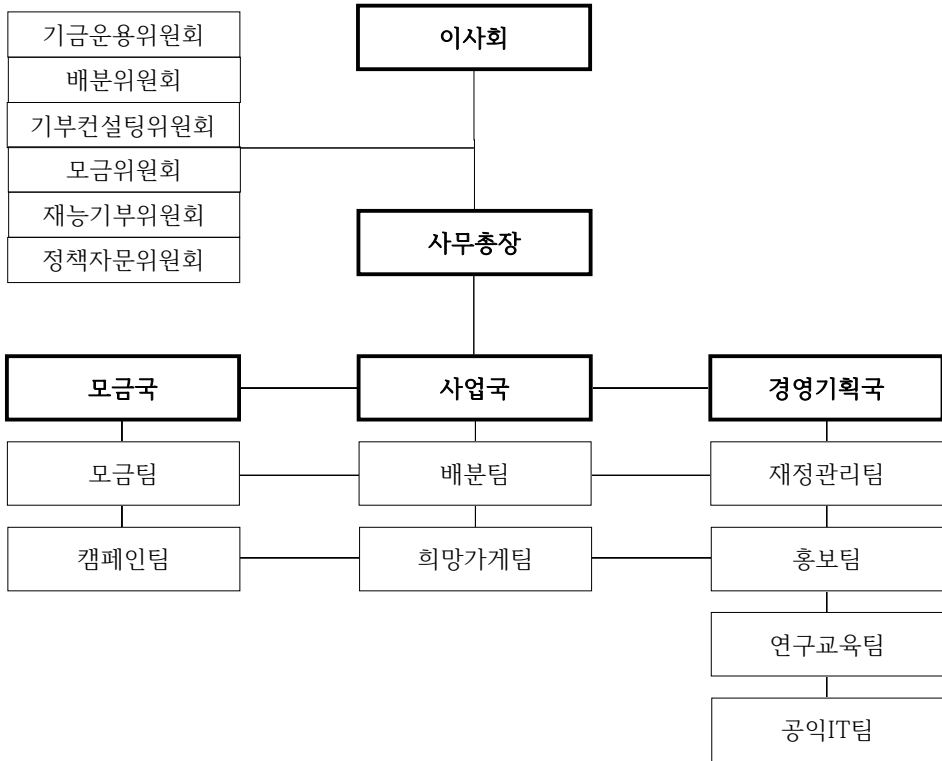 기금운용위원회
배분위원회
기부컨설팅위원회
모금위원회
재능기부위원회
정책자문위원회
이사회
사무총장
모금국
사업국
경영기획국
모금팀
배분팀
재정관리팀
캠페인팀
희망가게팀
홍보팀
연구교육팀
공익IT팀